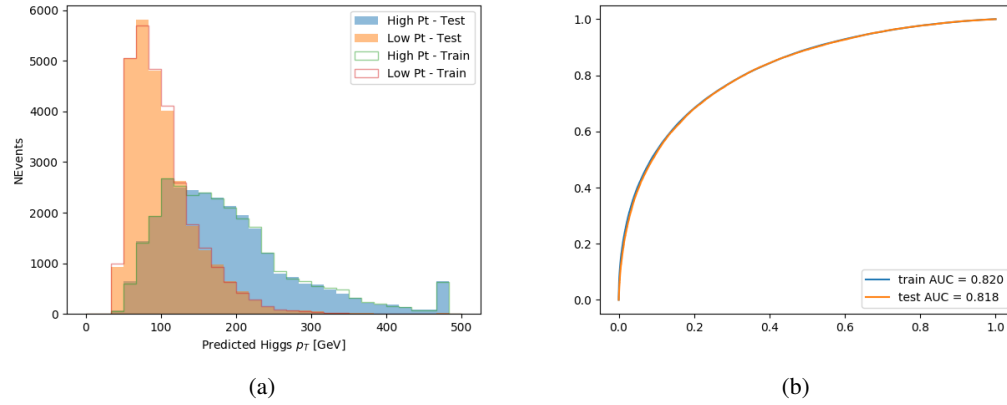 High Pt - Test
Low Pt - Test
High Pt - Train
Low Pt - Train
6000
5000
4000
3000
2000
1000
0
NEvents
0 100 200 300 400 500
Predicted Higgs p_T [GeV]
(a)
1.0
0.8
0.6
0.4
0.2
0.0
train AUC = 0.820
test AUC = 0.818
0.0 0.2 0.4 0.6 0.8 1.0
(b)